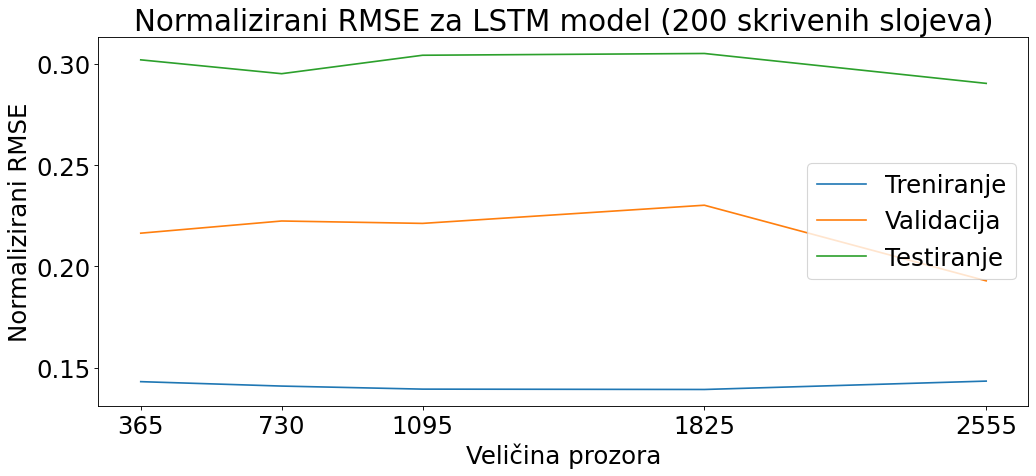 Normalizirani RMSE za LSTM model (200 skrivenih slojeva)
Normalizirani RMSE
0.30
0.25
0.20
0.15
Treniranje
Validacija
Testiranje
365 730 1095 1825 2555
Veličina prozora